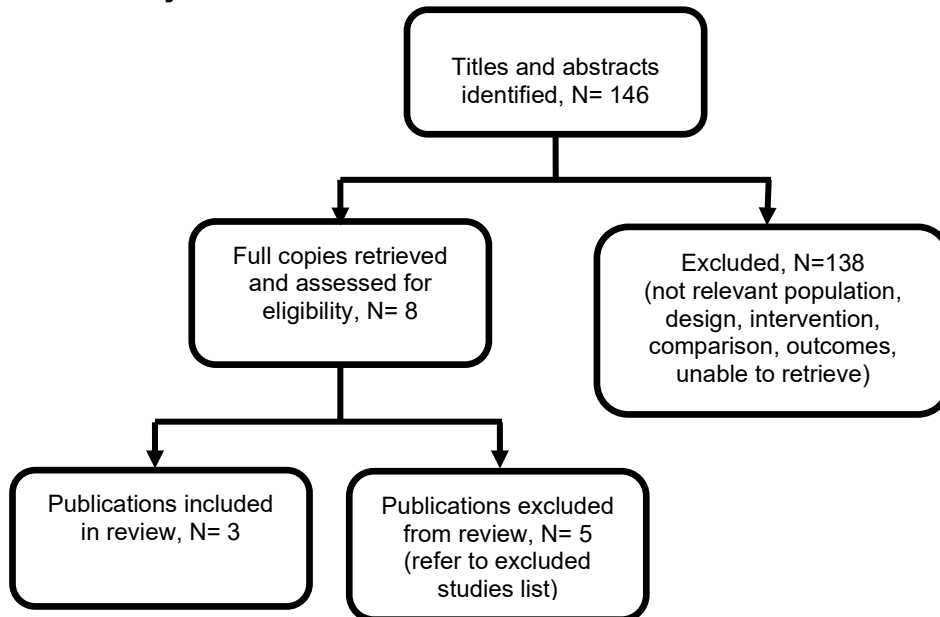 Titles and abstracts
identified, N= 146
Full copies retrieved
and assessed for
eligibility, N= 8
Excluded, N=138
(not relevant population,
design, intervention,
comparison, outcomes,
unable to retrieve)
Publications included
in review, N= 3
Publications excluded
from review, N= 5
(refer to excluded
studies list)